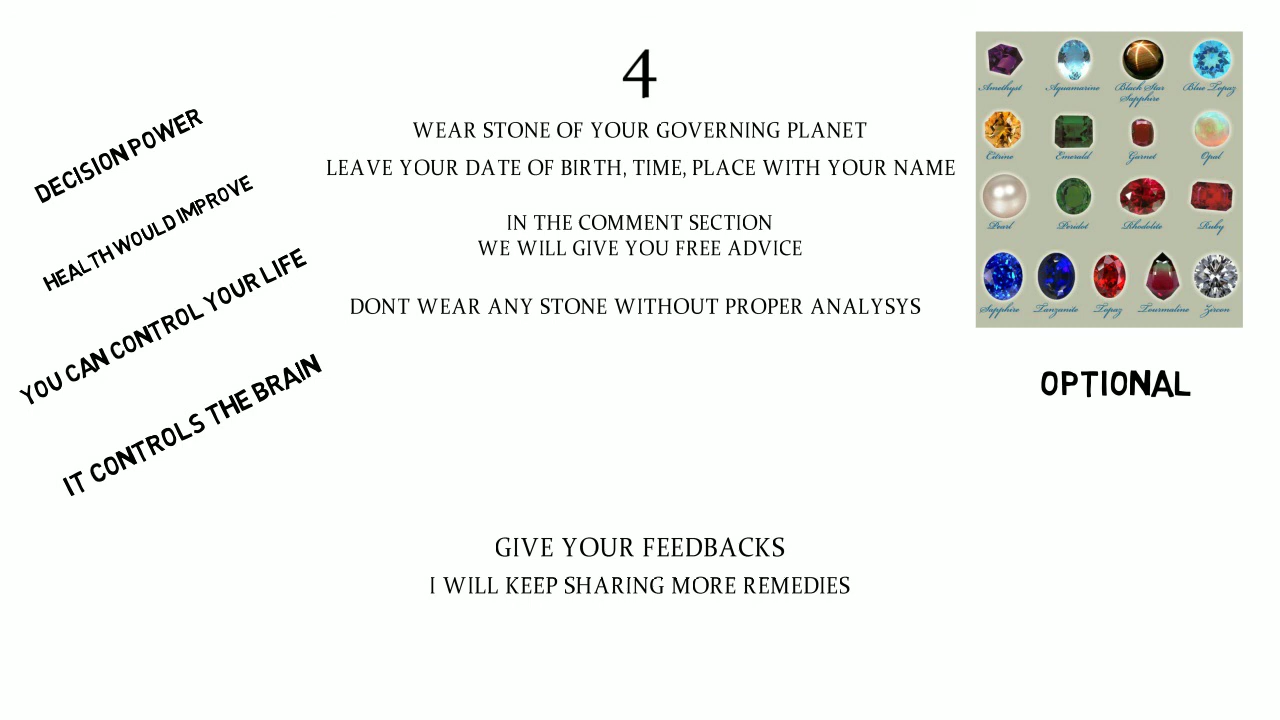 4
WEAR STONE OF YOUR GOVERNING PLANET
LEAVE YOUR DATE OF BIRTH, TIME, PLACE WITH YOUR NAME
IN THE COMMENT SECTION
WE WILL GIVE YOU FREE ADVICE
DONT WEAR ANY STONE WITHOUT PROPER ANALYSYS
DECISION POWER
HEALTH WOULD IMPROVE
YOU CAN CONTROL YOUR LIFE
IT CONTROLS THE BRAIN
Amethyst Aquamarine Black Star Blue Topaz
Sapphire
Citrine Emerald Garnet Opal
Pearl Peridot Rhodolite Ruby
Sapphire Tanzanite Topaz Tourmaline Zircon
OPTIONAL
GIVE YOUR FEEDBACKS
I WILL KEEP SHARING MORE REMEDIES